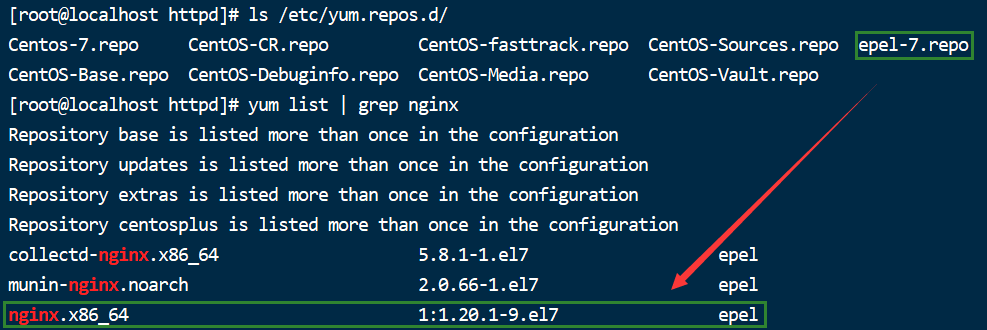 [root@localhost httpd]# ls /etc/yum.repos.d/
Centos-7.repo CentOS-CR.repo CentOS-fasttrack.repo CentOS-Sources.repo epel-7.repo
CentOS-Base.repo CentOS-Debuginfo.repo CentOS-Media.repo CentOS-Vault.repo
[root@localhost httpd]# yum list | grep nginx
Repository base is listed more than once in the configuration
Repository updates is listed more than once in the configuration
Repository extras is listed more than once in the configuration
Repository centosplus is listed more than once in the configuration
collectd-nginx.x86_64 5.8.1-1.el7 epel
munin-nginx.noarch 2.0.66-1.el7 epel
nginx.x86_64 1:1.20.1-9.el7 epel